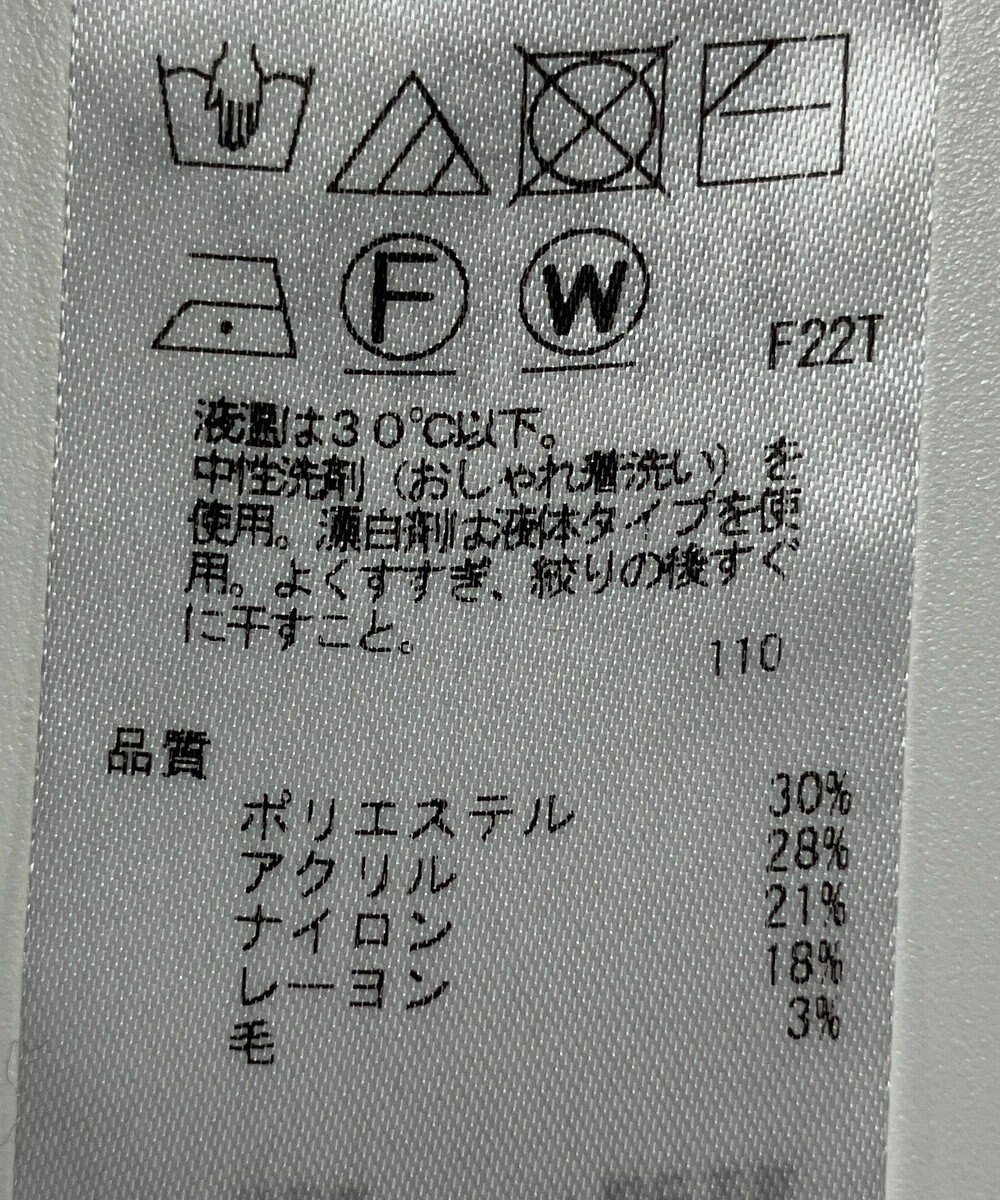 F W
F22T
液温は30℃以下。
中性洗剤（おしゃれ着洗い）を
使用。漂白剤は液体タイプを使
用。よくすすぎ、絞りの後すぐ
に干すこと。
110
品質
ポリエステル 30%
アクリル 28%
ナイロン 21%
レーヨン 18%
毛 3%